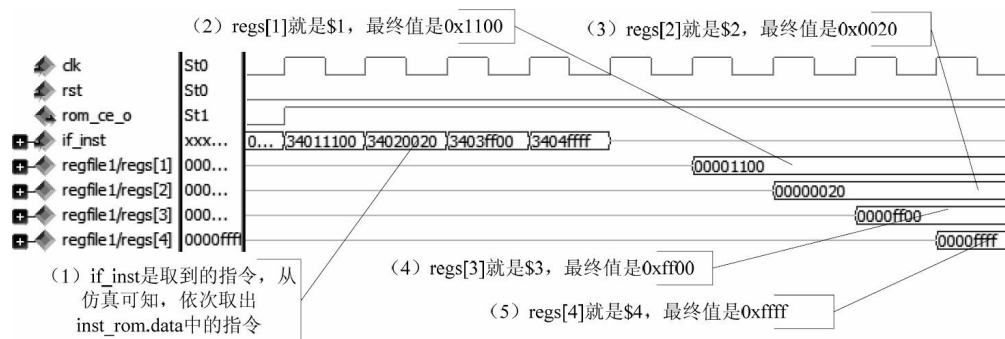 （2）regs[1]就是$1，最终值是0x1100
（3）regs[2]就是$2，最终值是0x0020
clk St0
rst St0
rom_ce_o St1
if_inst xxx... 0... 34011100 34020020 3403ff00 3404ffff
regfile1/regs[1] 000... 00001100
regfile1/regs[2] 000... 00000020
regfile1/regs[3] 000... 0000ff00
regfile1/regs[4] 0000ffff 0000ffff
（1）if_inst是取到的指令，从
仿真可知，依次取出
inst_rom.data中的指令
（4）regs[3]就是$3，最终值是0xff00
（5）regs[4]就是$4，最终值是0xffff